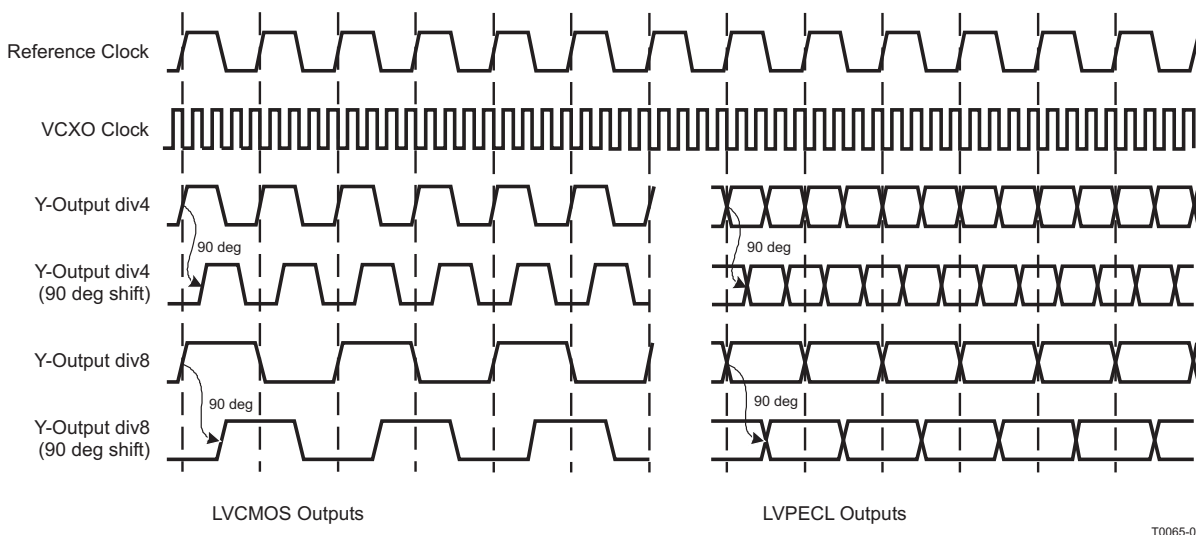 Reference Clock
VCXO Clock
Y-Output div4
90 deg
90 deg
Y-Output div4
(90 deg shift)
Y-Output div8
90 deg
90 deg
Y-Output div8
(90 deg shift)
LVCMOS Outputs
LVPECL Outputs
T0065-0